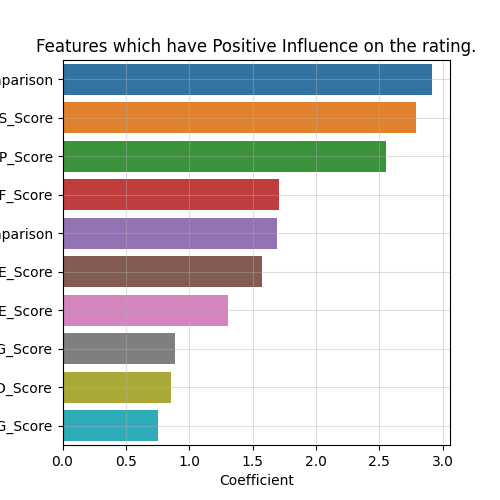 Features which have Positive Influence on the rating.
parison
S_Score
P_Score
F_Score
parison
E_Score
E_Score
G_Score
D_Score
G_Score
0.0 0.5 1.0 1.5 2.0 2.5 3.0
Coefficient